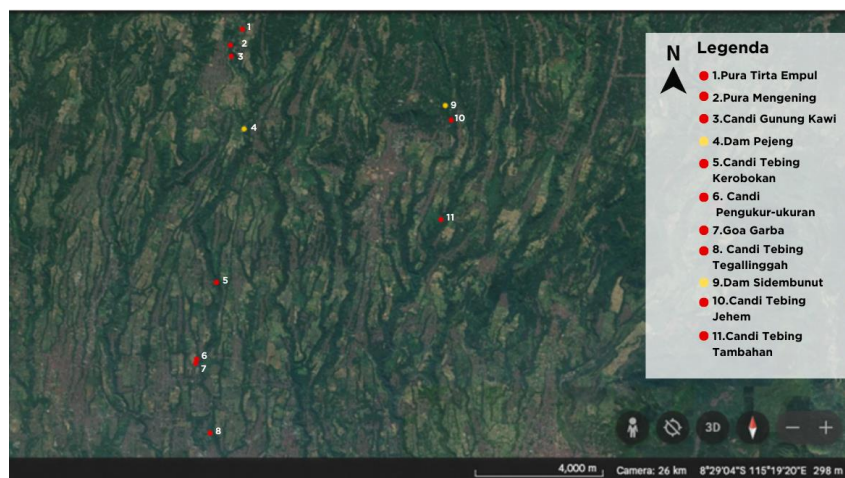 1
2
3
4
9
10
11
5
6
7
8
N
Legenda
1.Pura Tirta Empul
2.Pura Mengening
3.Candi Gunung Kawi
4.Dam Pejeng
5.Candi Tebing
Kerobokan
6. Candi
Pengukur-ukuran
7.Goa Garba
8. Candi Tebing
Tegallinggah
9.Dam Sidembunut
10.Candi Tebing
Jehem
11.Candi Tebing
Tambahan
3D
4,000 m
Camera: 26 km 8°29'04"S 115°19'20"E 298 m